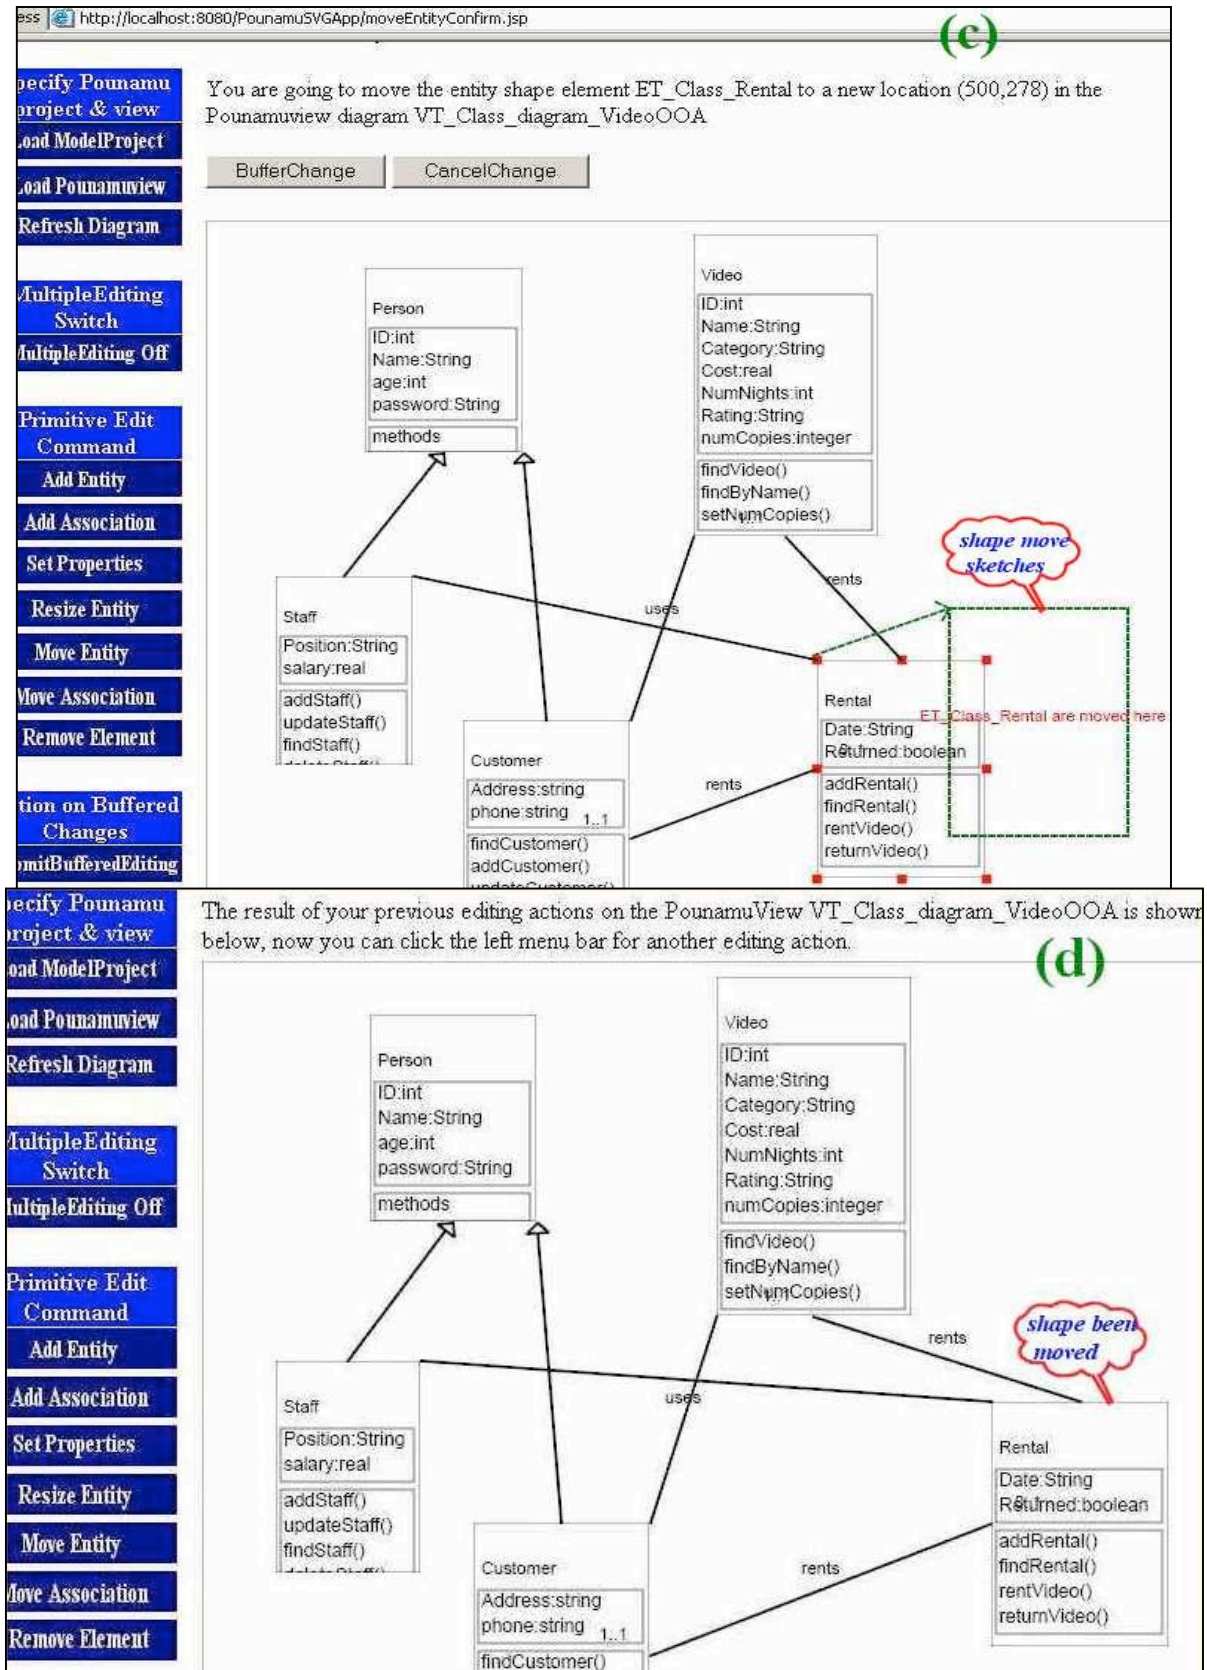 ess http://localhost:8080/PounamuSVGApp/moveEntityConfirm.jsp
(c)
pecify Pounamu
project & view
Load ModelProject
Load Pounamuview
Refresh Diagram
MultipleEditing
Switch
MultipleEditing Off
Primitive Edit
Command
Add Entity
Add Association
Set Properties
Resize Entity
Move Entity
Move Association
Remove Element
tion on Buffered
Changes
mitBufferedEditing
You are going to move the entity shape element ET_Class_Rental to a new location (500,278) in the
Pounamuview diagram VT_Class_diagram_VideoOOA
BufferChange CancelChange
Person
ID:int
Name:String
age:int
password:String
methods
Video
ID:int
Name:String
Category:String
Cost:real
NumNights:int
Rating:String
numCopies:integer
findVideo()
findByName()
setNumCopies()
shape move
sketches
rents
uses
Staff
Position:String
salary:real
addStaff()
updateStaff()
findStaff()
deleteStaff()
Customer
Address:string
phone:string 1..1
findCustomer()
addCustomer()
updateCustomer()
rents
Rental
ET_Class_Rental are moved here
Date:String
Returned:boolean
addRental()
findRental()
rentVideo()
returnVideo()
pecify Pounamu
project & view
oad ModelProject
oad Pounamuview
Refresh Diagram
MultipleEditing
Switch
MultipleEditing Off
Primitive Edit
Command
Add Entity
Add Association
Set Properties
Resize Entity
Move Entity
Move Association
Remove Element
The result of your previous editing actions on the PounamuView VT_Class_diagram_VideoOOA is shown
below, now you can click the left menu bar for another editing action.
(d)
Person
ID:int
Name:String
age:int
password:String
methods
Video
ID:int
Name:String
Category:String
Cost:real
NumNights:int
Rating:String
numCopies:integer
findVideo()
findByName()
setNumCopies()
shape been
moved
rents
uses
Staff
Position:String
salary:real
addStaff()
updateStaff()
findStaff()
deleteStaff()
Customer
Address:string
phone:string 1..1
findCustomer()
rents
Rental
Date:String
Returned:boolean
addRental()
findRental()
rentVideo()
returnVideo()